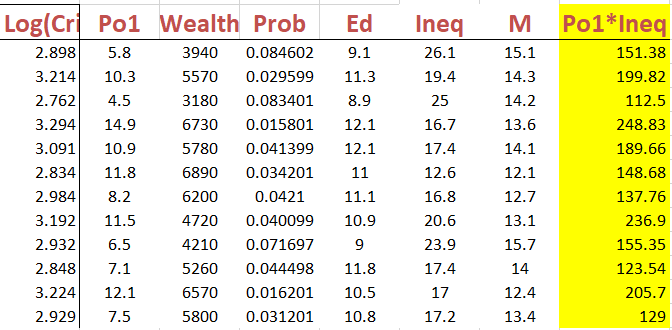 Log(Cri Po1 Wealth Prob Ed Ineq M Po1*Ineq
2.898 5.8 3940 0.084602 9.1 26.1 15.1 151.38
3.214 10.3 5570 0.029599 11.3 19.4 14.3 199.82
2.762 4.5 3180 0.083401 8.9 25 14.2 112.5
3.294 14.9 6730 0.015801 12.1 16.7 13.6 248.83
3.091 10.9 5780 0.041399 12.1 17.4 14.1 189.66
2.834 11.8 6890 0.034201 11 12.6 12.1 148.68
2.984 8.2 6200 0.0421 11.1 16.8 12.7 137.76
3.192 11.5 4720 0.040099 10.9 20.6 13.1 236.9
2.932 6.5 4210 0.071697 9 23.9 15.7 155.35
2.848 7.1 5260 0.044498 11.8 17.4 14 123.54
3.224 12.1 6570 0.016201 10.5 17 12.4 205.7
2.929 7.5 5800 0.031201 10.8 17.2 13.4 129